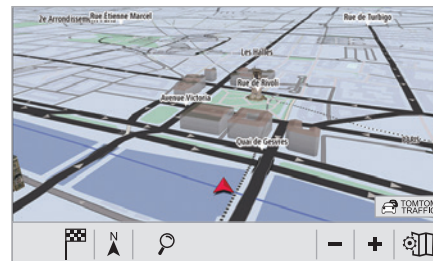 2e Arrondissement
Rue Etienne Marcel
Rue de Turbigo
Les Halles
Rue de Rivoli
Avenue Victoria
Quai de Gesvres
TOMTOM
TRAFFIC
N